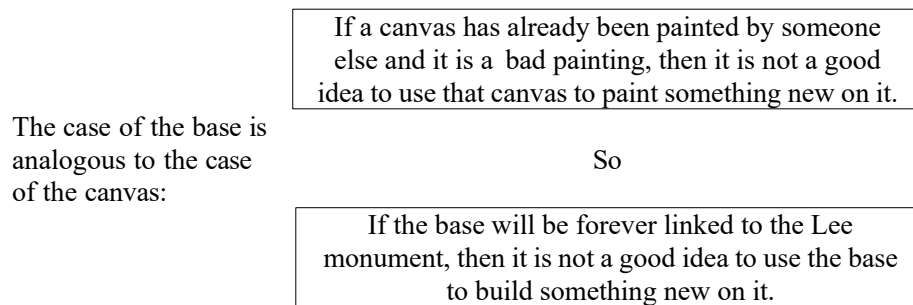 If a canvas has already been painted by someone
else and it is a bad painting, then it is not a good
idea to use that canvas to paint something new on it.
The case of the base is
analogous to the case
of the canvas:
So
If the base will be forever linked to the Lee
monument, then it is not a good idea to use the base
to build something new on it.